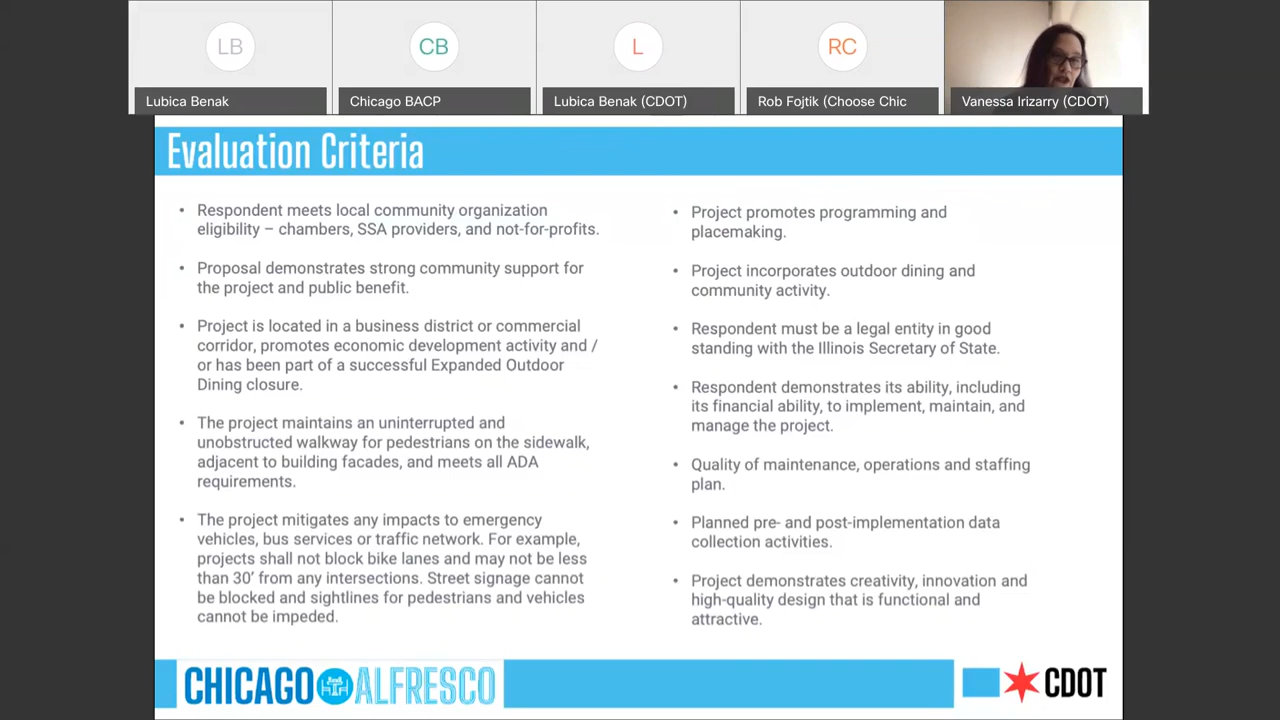 LB
CB
L
RC
Lubica Benak
Chicago BACP
Lubica Benak (CDOT)
Rob Fojtik (Choose Chic
Vanessa Irizarry (CDOT)
Evaluation Criteria
• Respondent meets local community organization
eligibility – chambers, SSA providers, and not-for-profits.
• Proposal demonstrates strong community support for
the project and public benefit.
• Project is located in a business district or commercial
corridor, promotes economic development activity and /
or has been part of a successful Expanded Outdoor
Dining closure.
• The project maintains an uninterrupted and
unobstructed walkway for pedestrians on the sidewalk,
adjacent to building facades, and meets all ADA
requirements.
• The project mitigates any impacts to emergency
vehicles, bus services or traffic network. For example,
projects shall not block bike lanes and may not be less
than 30’ from any intersections. Street signage cannot
be blocked and sightlines for pedestrians and vehicles
cannot be impeded.
• Project promotes programming and
placemaking.
• Project incorporates outdoor dining and
community activity.
• Respondent must be a legal entity in good
standing with the Illinois Secretary of State.
• Respondent demonstrates its ability, including
its financial ability, to implement, maintain, and
manage the project.
• Quality of maintenance, operations and staffing
plan.
• Planned pre- and post-implementation data
collection activities.
• Project demonstrates creativity, innovation and
high-quality design that is functional and
attractive.
CHICAGO ALFRESCO
CDOT